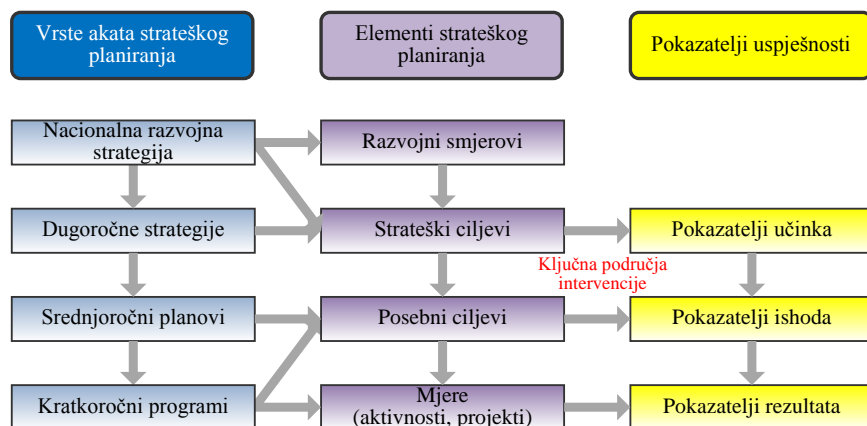 Vrste akata strateškog
planiranja
Elementi strateškog
planiranja
Pokazatelji uspješnosti
Nacionalna razvojna
strategija
Razvojni smjerovi
Dugoročne strategije
Strateški ciljevi
Pokazatelji učinka
Ključna područja
intervencije
Srednjoročni planovi
Posebni ciljevi
Pokazatelji ishoda
Kratkoročni programi
Mjere
(aktivnosti, projekti)
Pokazatelji rezultata